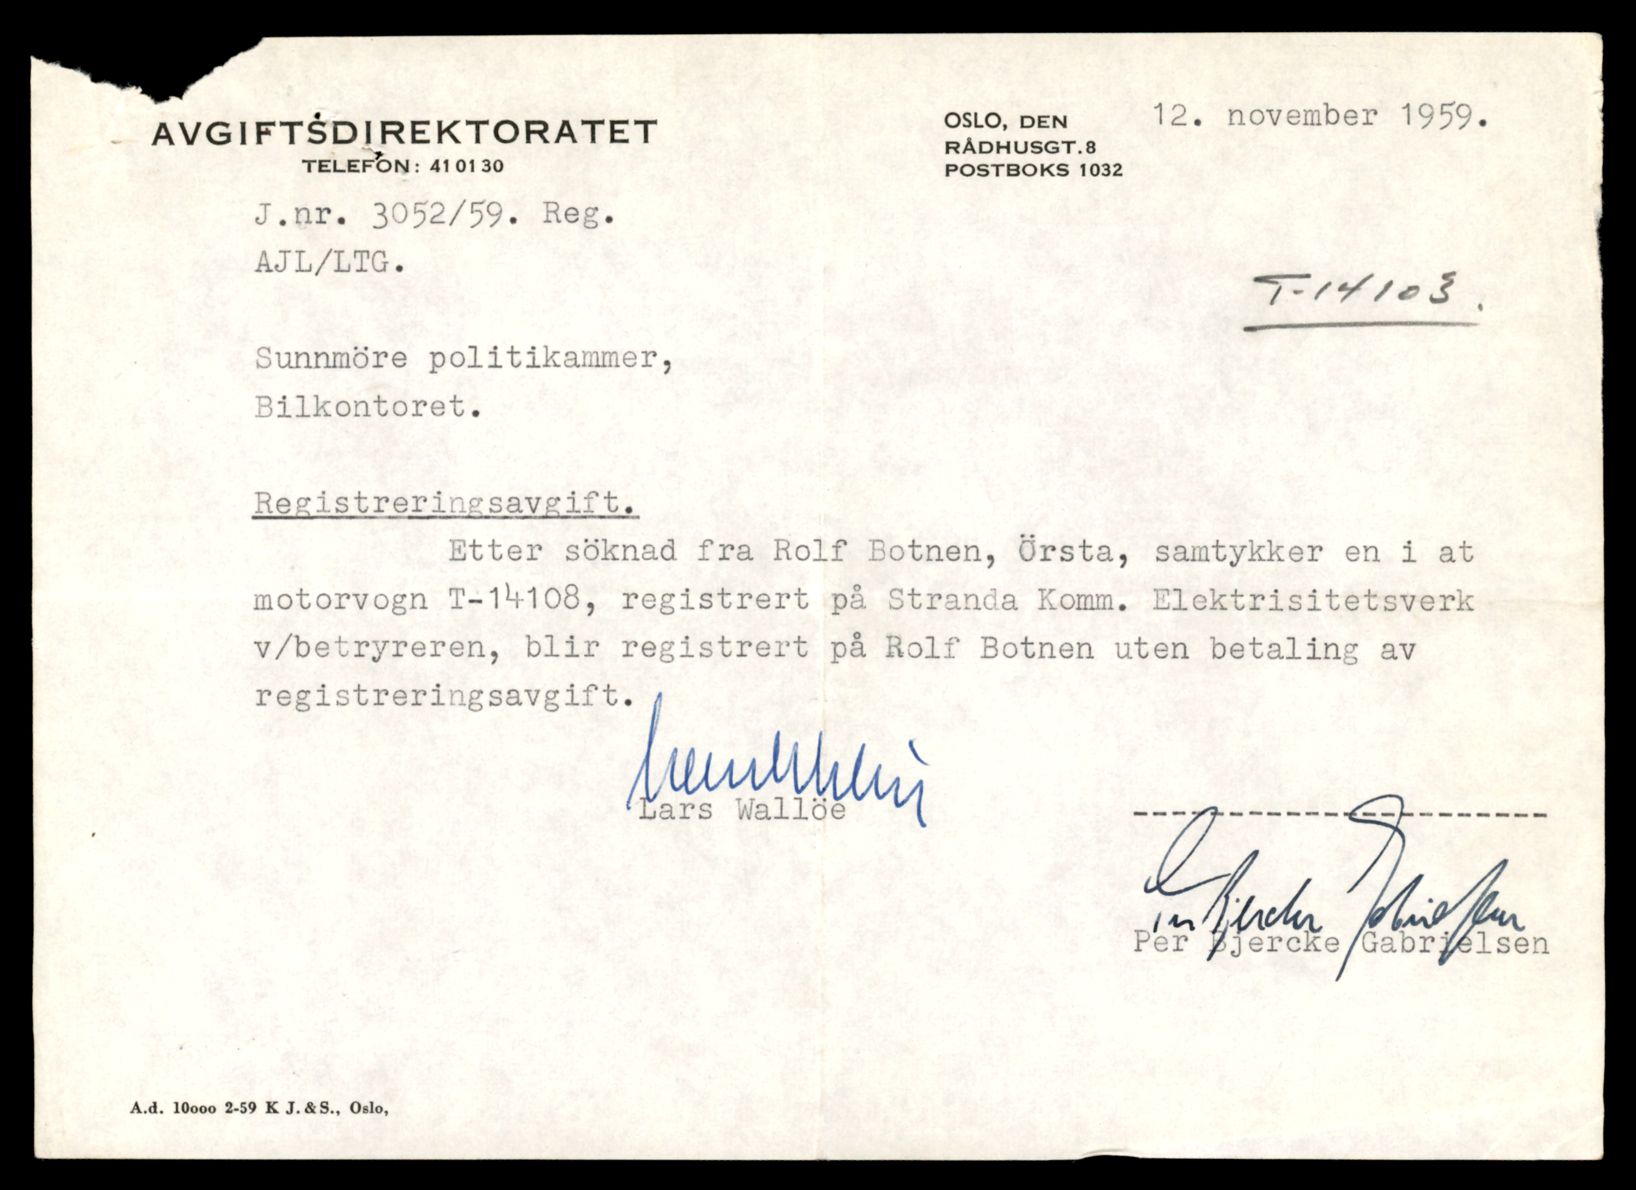 AVGIFTSDIREKTORATET
TELEFON: 41 01 30
OSLO, DEN 12. november 1959.
RÅDHUSGT. 8
POSTBOKS 1032
J.nr. 3052/59. Reg.
AJL/LTG.
T-14103.
Sunnmöre politikammer,
Bilkontoret.
Registreringsavgift.
Etter söknad fra Rolf Botnen, Örsta, samtykker en i at
motorvogn T-14108, registrert på Stranda Komm. Elektrisitetsverk
v/betryreren, blir registrert på Rolf Botnen uten betaling av
registreringsavgift.
Lars Wallöe
Per Bjercke Gabrielsen
Per Bjercke Gabrielsen
A.d. 10000 2-59 K J. & S., Oslo,